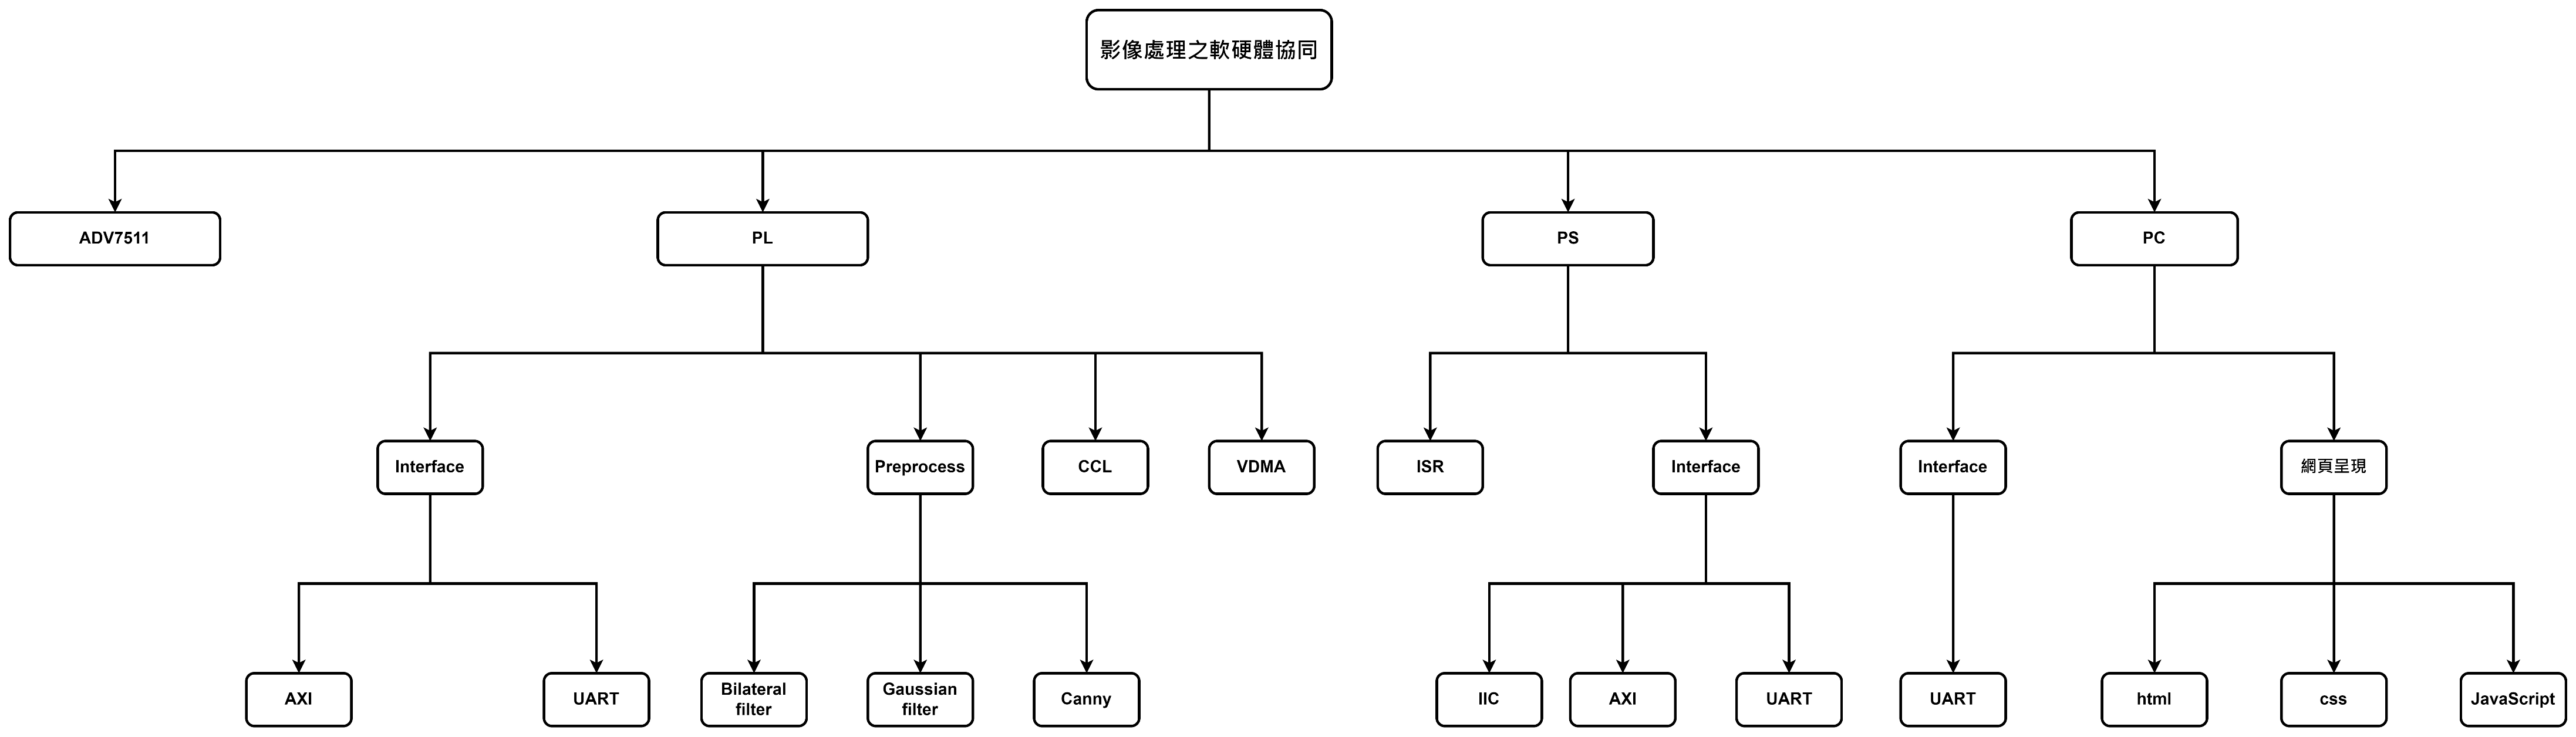 影像處理之軟硬體協同
ADV7511
PL
PS
PC
Interface
Preprocess
CCL
VDMA
ISR
Interface
Interface
網頁呈現
AXI
UART
Bilateral
filter
Gaussian
filter
Canny
IIC
AXI
UART
UART
html
css
JavaScript